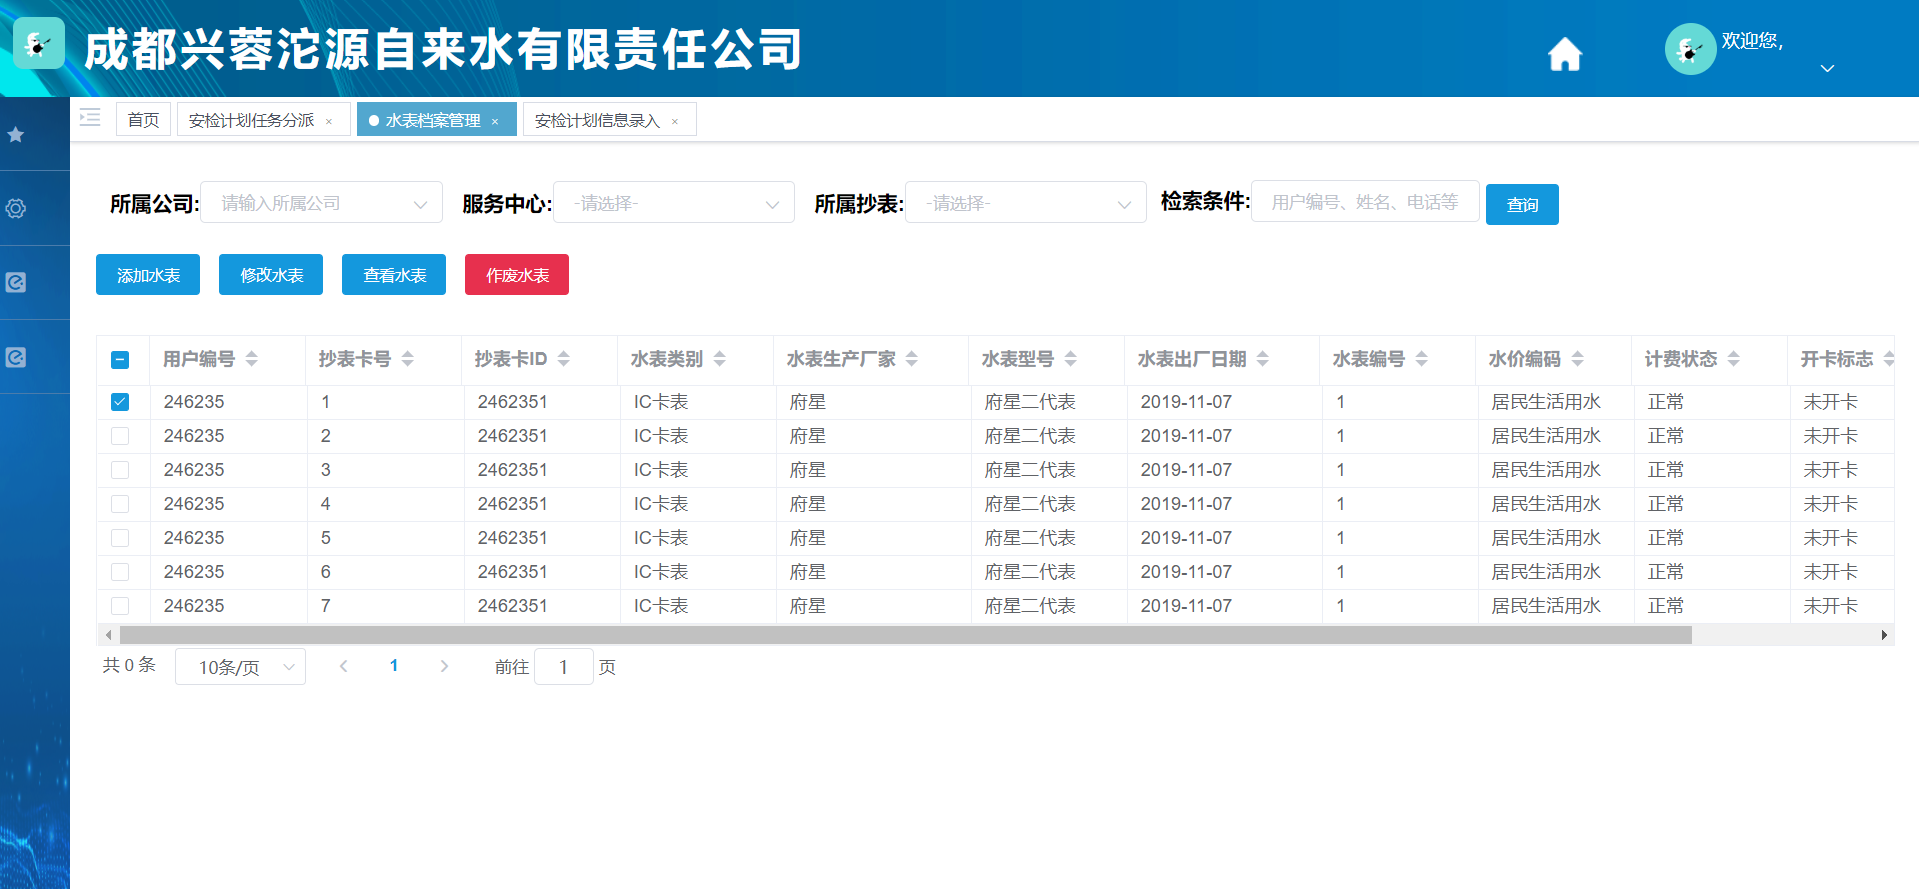 成都兴蓉沱源自来水有限责任公司
欢迎您,
首页 安检计划任务分派 × 水表档案管理 × 安检计划信息录入 ×
所属公司: 请输入所属公司 服务中心: -请选择- 所属抄表: -请选择- 检索条件: 用户编号、姓名、电话等 查询
添加水表 修改水表 查看水表 作废水表
用户编号 抄表卡号 抄表卡ID 水表类别 水表生产厂家 水表型号 水表出厂日期 水表编号 水价编码 计费状态 开卡标志
246235 1 2462351 IC卡表 府星 府星二代表 2019-11-07 1 居民生活用水 正常 未开卡
246235 2 2462351 IC卡表 府星 府星二代表 2019-11-07 1 居民生活用水 正常 未开卡
246235 3 2462351 IC卡表 府星 府星二代表 2019-11-07 1 居民生活用水 正常 未开卡
246235 4 2462351 IC卡表 府星 府星二代表 2019-11-07 1 居民生活用水 正常 未开卡
246235 5 2462351 IC卡表 府星 府星二代表 2019-11-07 1 居民生活用水 正常 未开卡
246235 6 2462351 IC卡表 府星 府星二代表 2019-11-07 1 居民生活用水 正常 未开卡
246235 7 2462351 IC卡表 府星 府星二代表 2019-11-07 1 居民生活用水 正常 未开卡
共 0 条 10条/页 1 前往 1 页